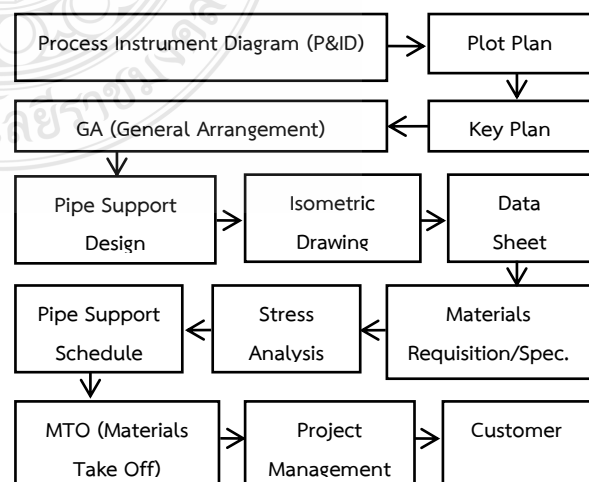 Process Instrument Diagram (P&ID)
Plot Plan
GA (General Arrangement)
Key Plan
Pipe Support
Design
Isometric
Drawing
Data
Sheet
Pipe Support
Schedule
Stress
Analysis
Materials
Requisition/Spec.
MTO (Materials
Take Off)
Project
Management
Customer